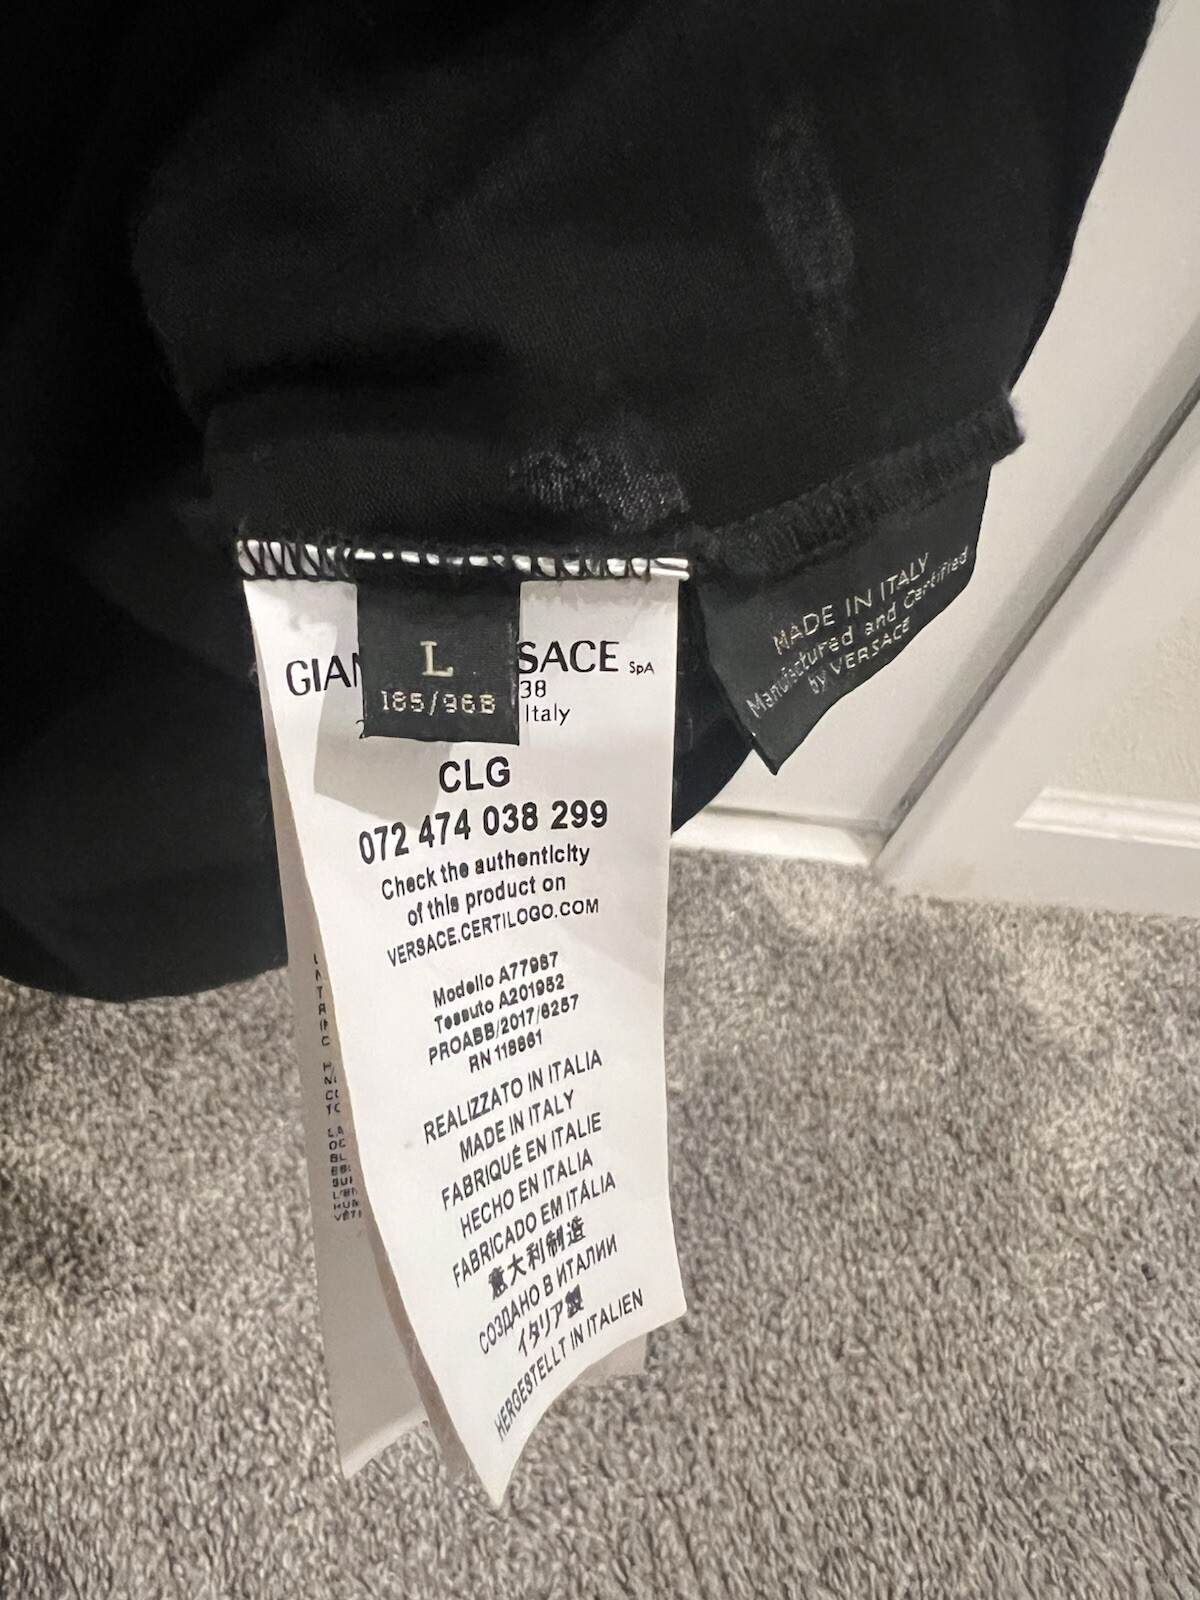 L
185/96B
GIAN SACE SpA
38
Italy
CLG
072 474 038 299
Check the authenticity
of this product on
VERSACE.CERTILOGO.COM
Modello A77987
Tessuto A201952
PROABB/2017/6257
RN 118861
REALIZZATO IN ITALIA
MADE IN ITALY
FABRIQUÉ EN ITALIE
HECHO EN ITALIA
FABRICADO EM ITÁLIA
意大利制造
СОЗДАНО В ИТАЛИИ
イタリア製
HERGESTELLT IN ITALIEN
MADE IN ITALY
Manufactured and Certified
by VERSACE